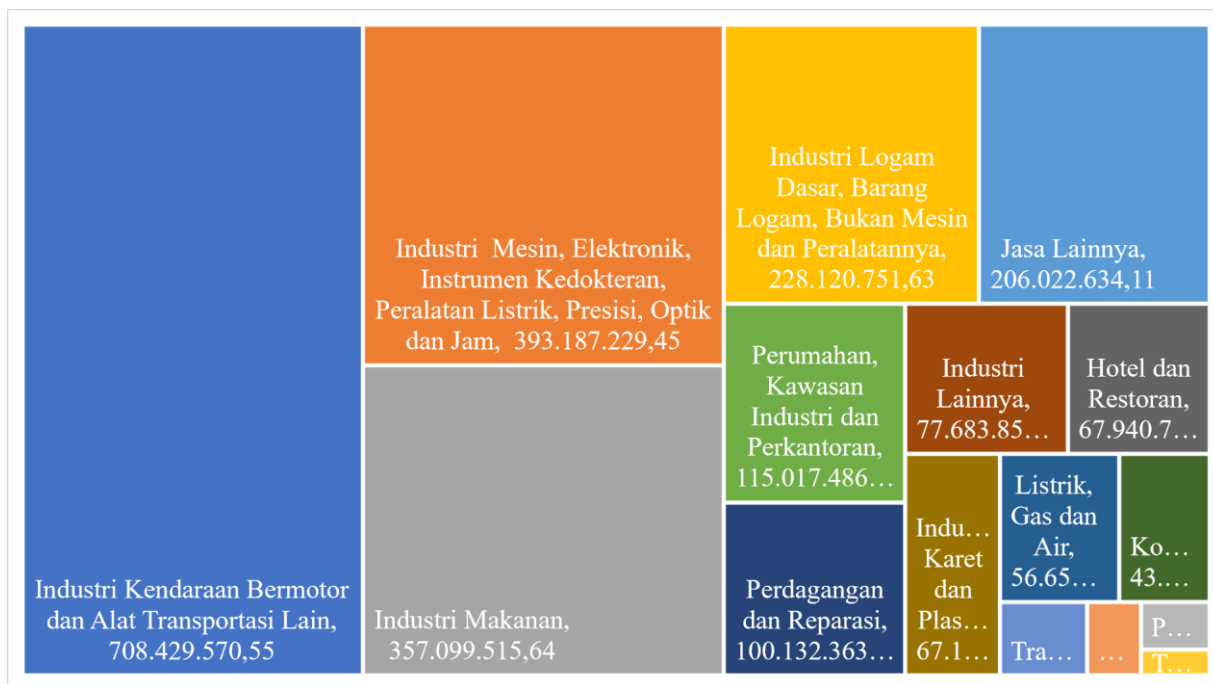 Industri Kendaraan Bermotor
dan Alat Transportasi Lain,
708.429.570,55
Industri Mesin, Elektronik,
Instrumen Kedokteran,
Peralatan Listrik, Presisi, Optik
dan Jam, 393.187.229,45
Industri Makanan,
357.099.515,64
Industri Logam
Dasar, Barang
Logam, Bukan Mesin
dan Peralatannya,
228.120.751,63
Jasa Lainnya,
206.022.634,11
Perumahan,
Kawasan
Industri dan
Perkantoran,
115.017.486…
Perdagangan
dan Reparasi,
100.132.363…
Industri
Lainnya,
77.683.85…
Hotel dan
Restoran,
67.940.7…
Indu…
Karet
dan
Plas…
67.1…
Listrik,
Gas dan
Air,
56.65…
Ko…
43.…
Tra…
…
P…
T…